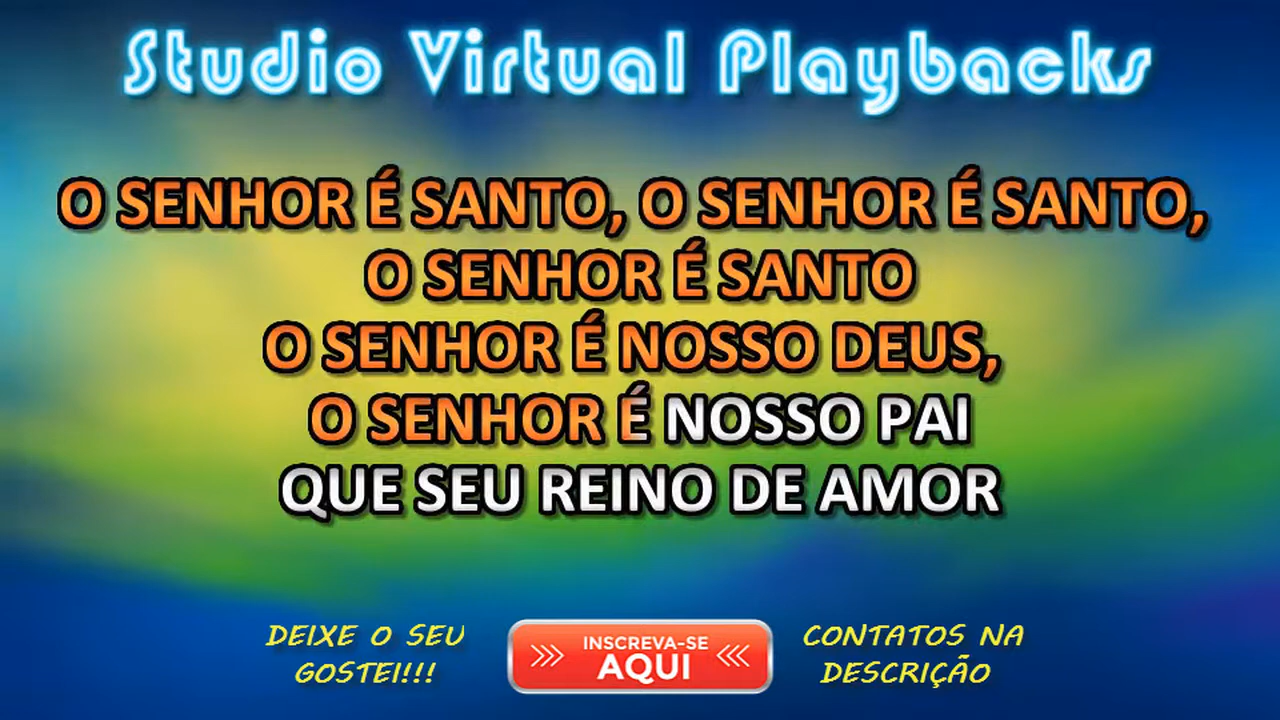 Studio Virtual Playbacks
O SENHOR É SANTO, O SENHOR É SANTO,
O SENHOR É SANTO
O SENHOR É NOSSO DEUS,
O SENHOR É NOSSO PAI
QUE SEU REINO DE AMOR
DEIXE O SEU
GOSTEI!!!
>>> INSCREVA-SE <<<
AQUI
CONTATOS NA
DESCRIÇÃO